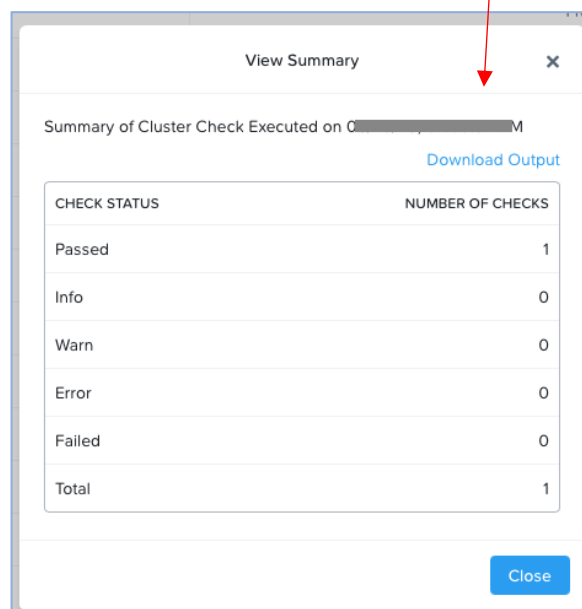 View Summary
Summary of Cluster Check Executed on
Download Output
CHECK STATUS NUMBER OF CHECKS
Passed 1
Info 0
Warn 0
Error 0
Failed 0
Total 1
Close